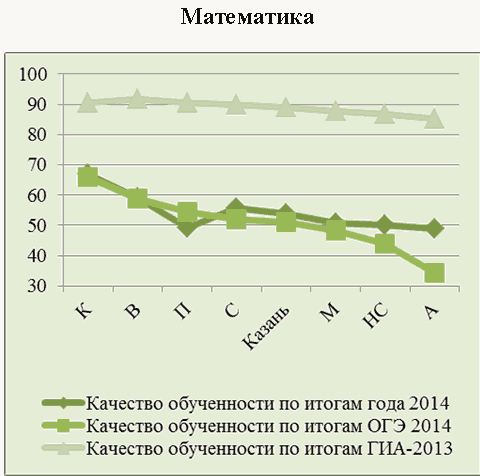 Математика
100
90
80
70
60
50
40
30
К В П С Казань М НС А
Качество обученности по итогам года 2014
Качество обученности по итогам ОГЭ 2014
Качество обученности по итогам ГИА-2013